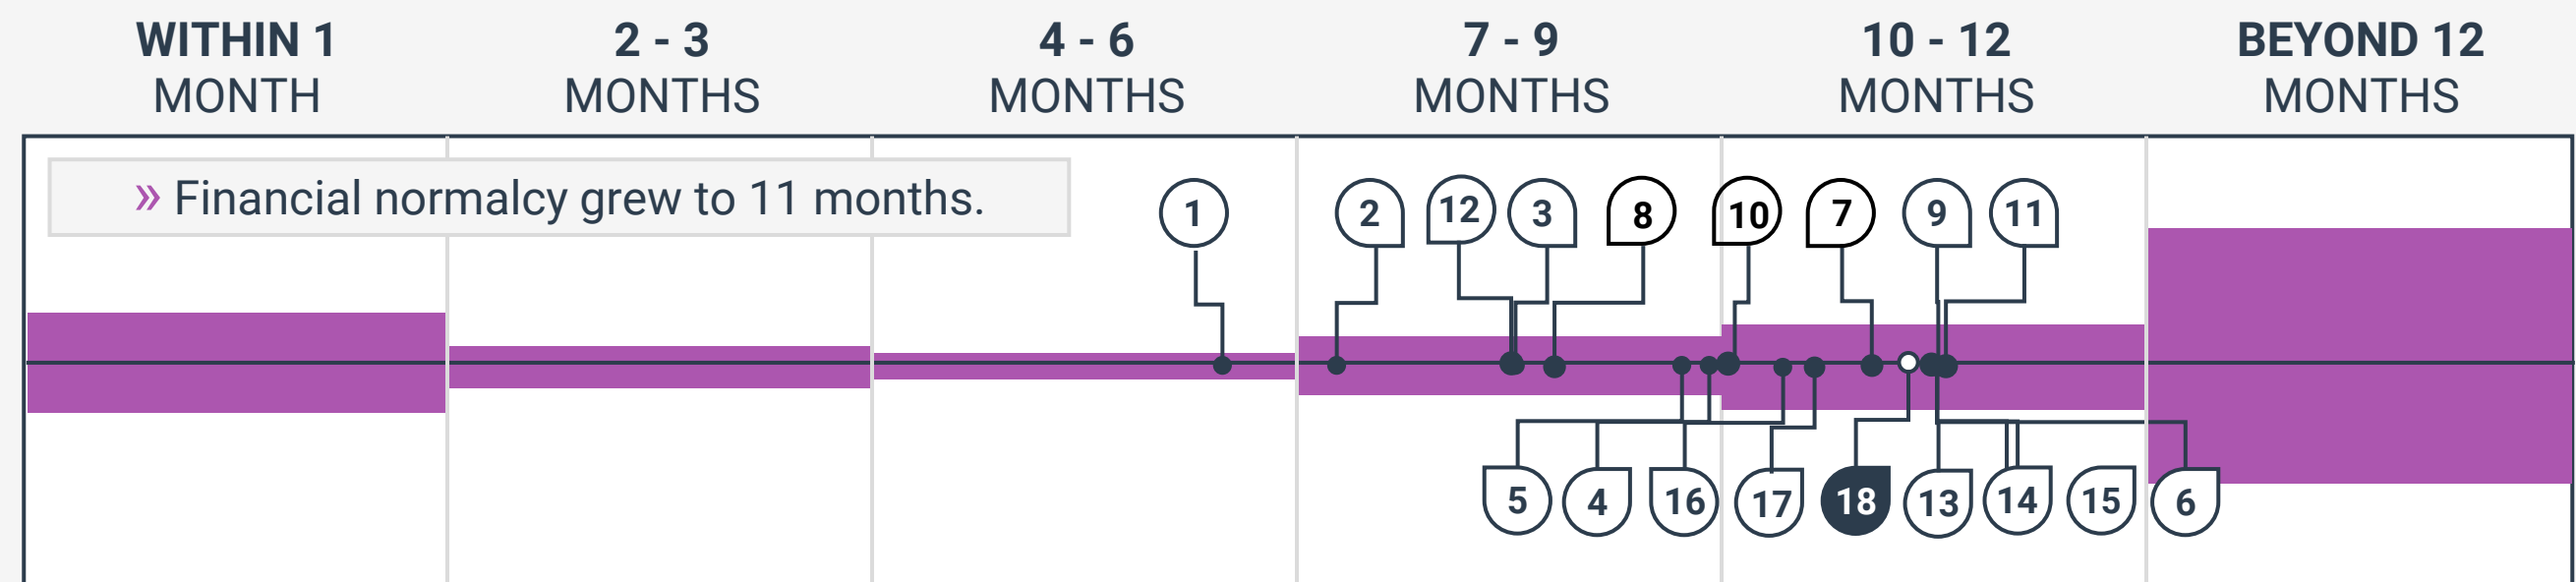 WITHIN 1 MONTH
2 - 3 MONTHS
4 - 6 MONTHS
7 - 9 MONTHS
10 - 12 MONTHS
BEYOND 12 MONTHS
» Financial normalcy grew to 11 months.
1 2 12 3 8 10 7 9 11
5 4 16 17 18 13 14 15 6